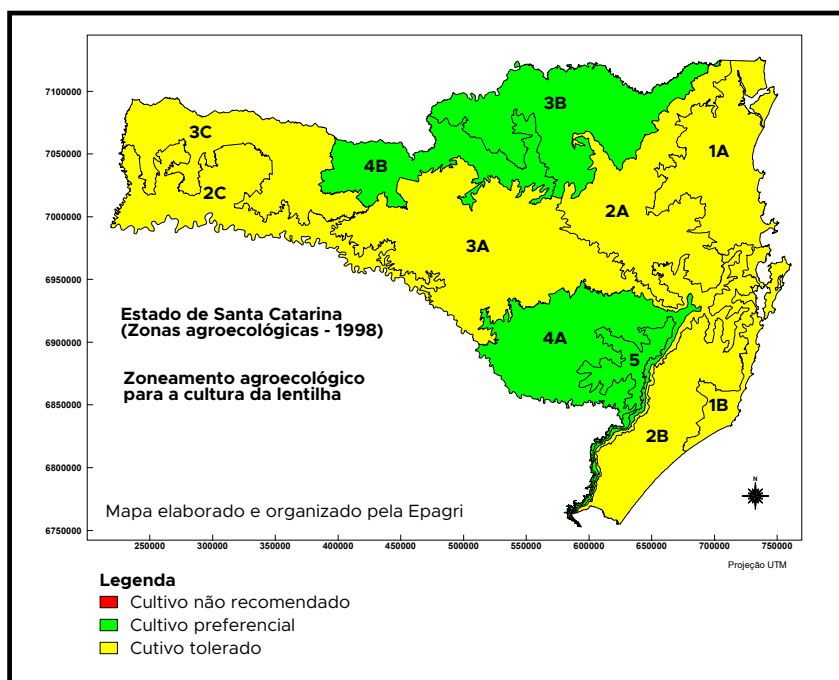 7100000
7050000
7000000
6950000
6900000
6850000
6800000
6750000
3B
3C
1A
4B
2C
2A
3A
Estado de Santa Catarina
(Zonas agroecológicas - 1998)
4A
5
Zoneamento agroecológico
para a cultura da lentilha
1B
2B
N
Mapa elaborado e organizado pela Epagri
250000 300000 350000 400000 450000 500000 550000 600000 650000 700000 750000
Projeção UTM
Legenda
Cultivo não recomendado
Cultivo preferencial
Cutivo tolerado